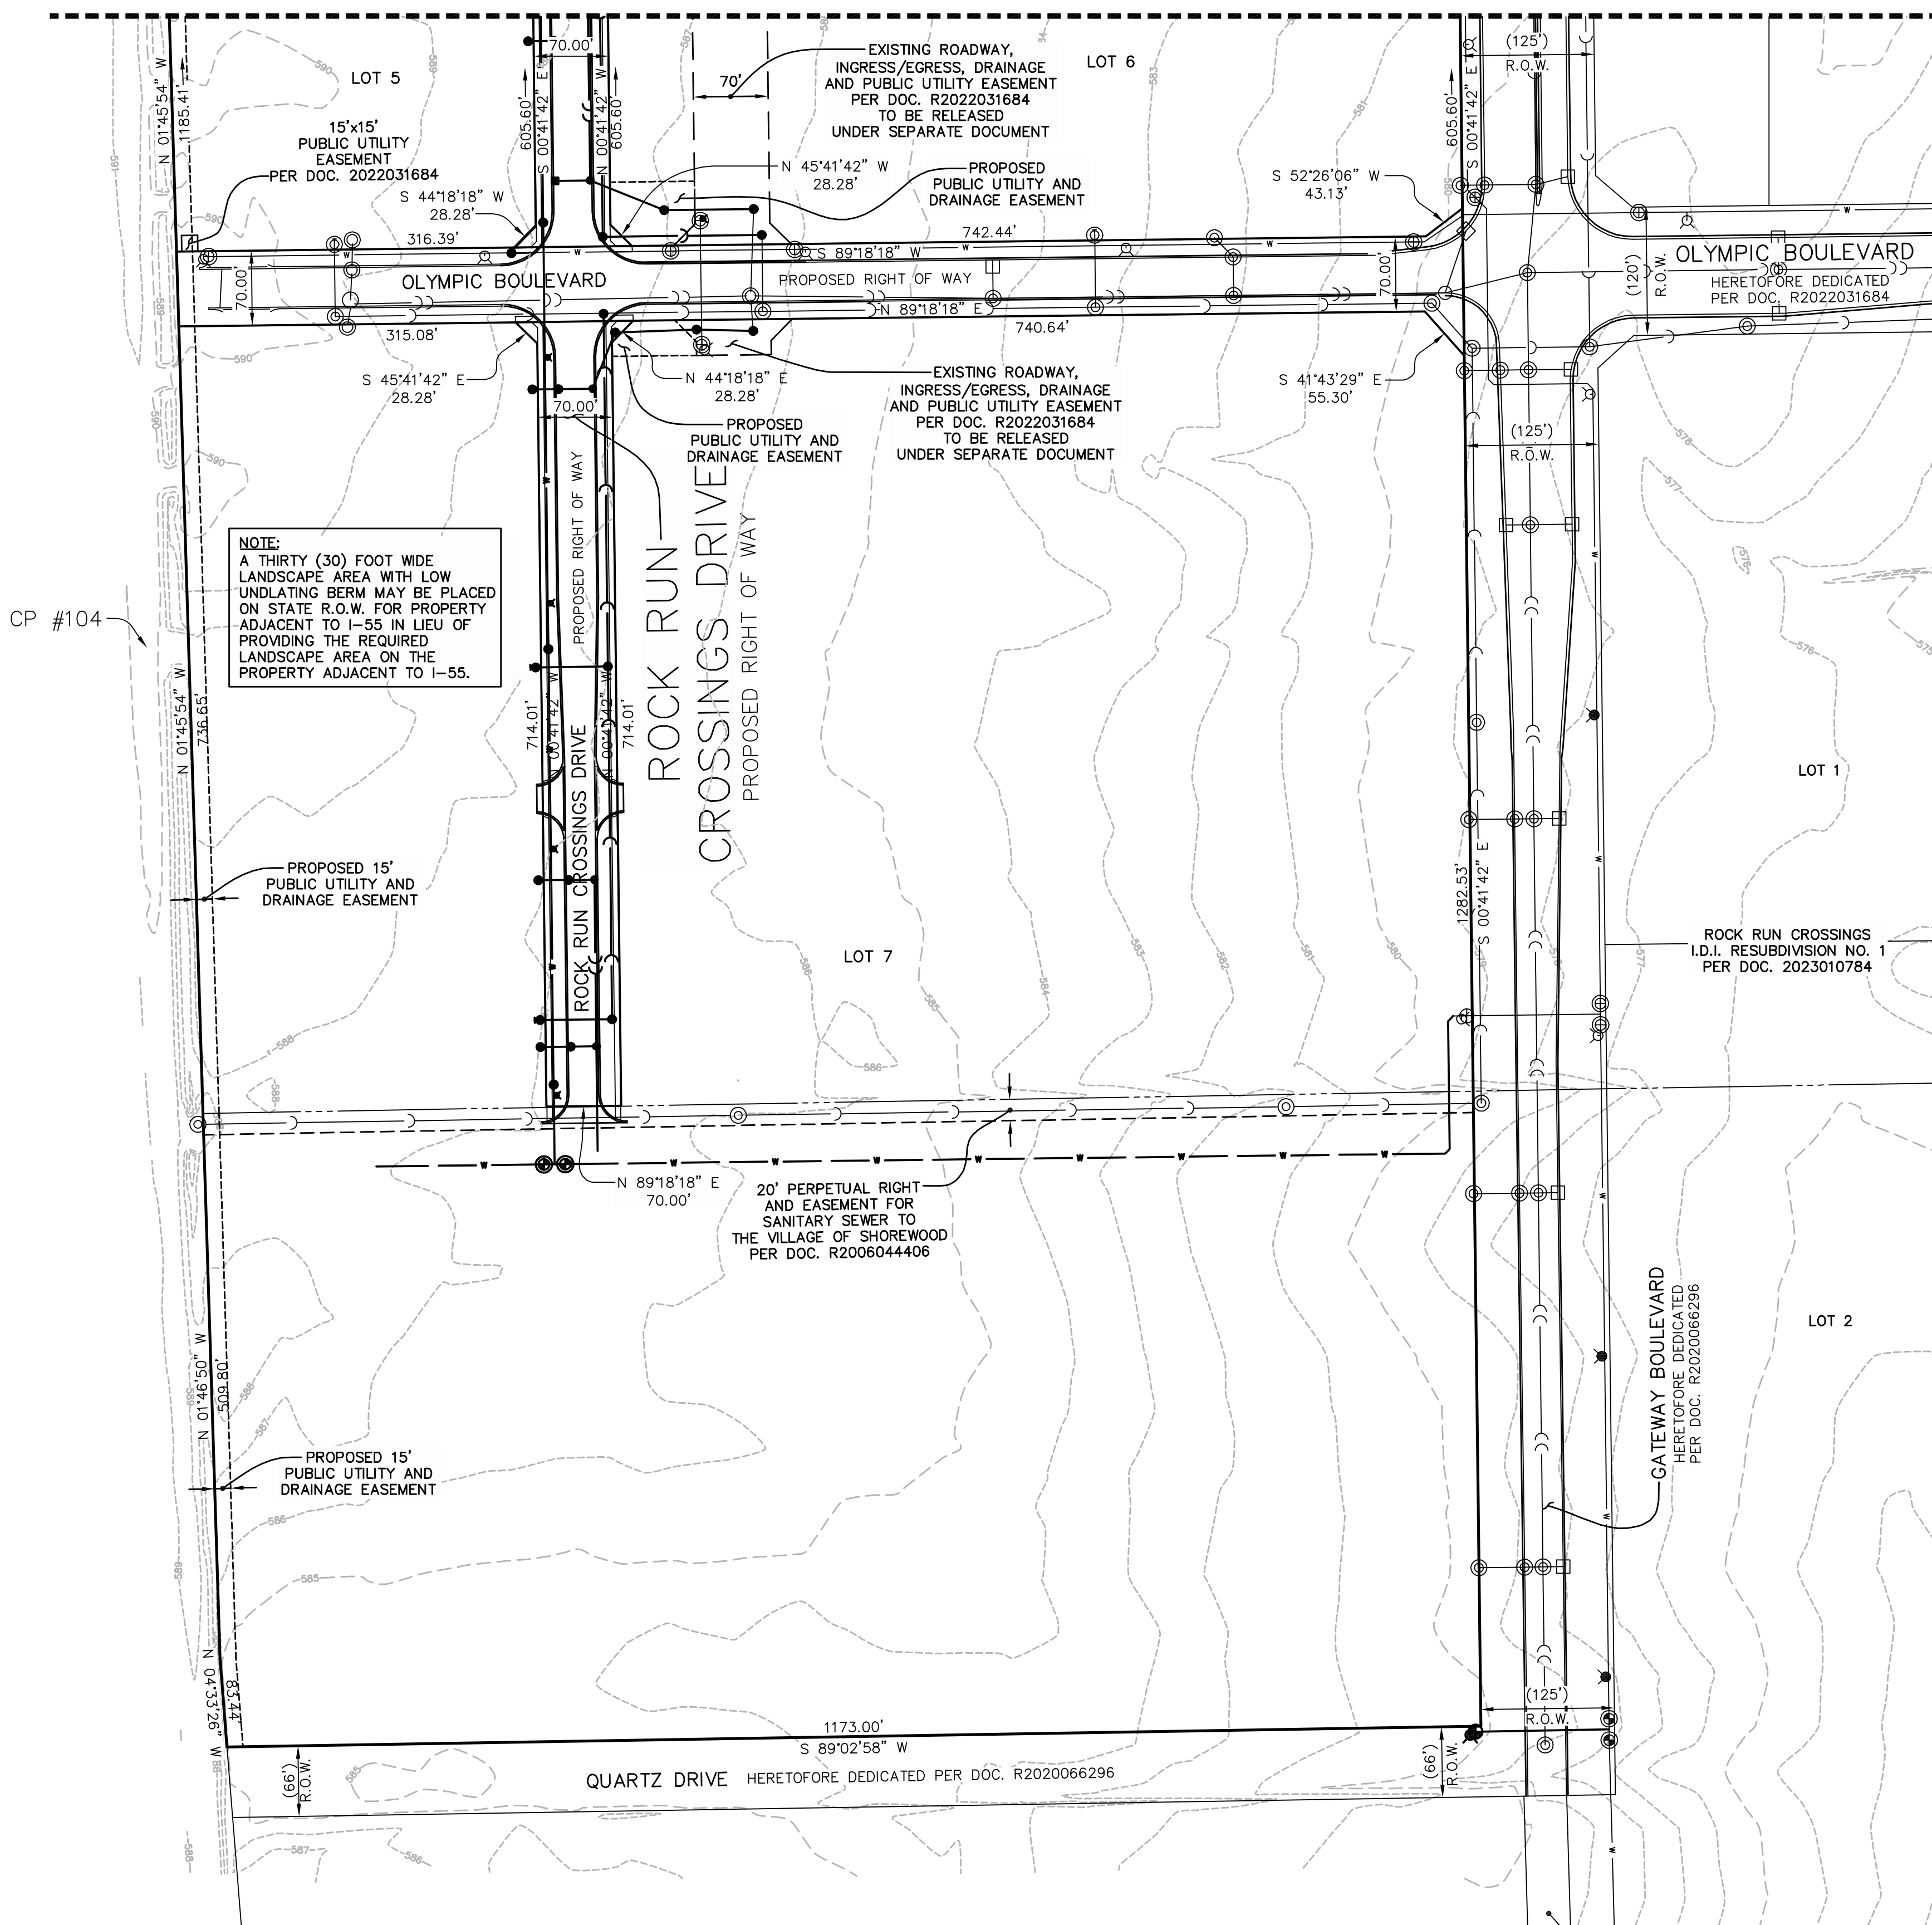 LOT 5
LOT 6
N 01°45'54" W
1185.41'
15'x15'
PUBLIC UTILITY
EASEMENT
PER DOC. 2022031684
605.60'
S 00°41'42" E
70.00'
N 00°41'42" W
605.60'
70'
EXISTING ROADWAY,
INGRESS/EGRESS, DRAINAGE
AND PUBLIC UTILITY EASEMENT
PER DOC. R2022031684
TO BE RELEASED
UNDER SEPARATE DOCUMENT
605.60'
S 00°41'42" E
(125')
R.O.W.
S 44°18'18" W
28.28'
N 45°41'42" W
28.28'
PROPOSED
PUBLIC UTILITY AND
DRAINAGE EASEMENT
S 52°26'06" W
43.13'
316.39'
742.44'
S 89°18'18" W
70.00'
OLYMPIC BOULEVARD
PROPOSED RIGHT OF WAY
70.00'
(120')
R.O.W.
OLYMPIC BOULEVARD
HERETOFORE DEDICATED
PER DOC. R2022031684
N 89°18'18" E
315.08'
740.64'
S 45°41'42" E
28.28'
N 44°18'18" E
28.28'
EXISTING ROADWAY,
INGRESS/EGRESS, DRAINAGE
AND PUBLIC UTILITY EASEMENT
PER DOC. R2022031684
TO BE RELEASED
UNDER SEPARATE DOCUMENT
S 41°43'29" E
55.30'
70.00'
PROPOSED
PUBLIC UTILITY AND
DRAINAGE EASEMENT
(125')
R.O.W.
NOTE:
A THIRTY (30) FOOT WIDE
LANDSCAPE AREA WITH LOW
UNDLATING BERM MAY BE PLACED
ON STATE R.O.W. FOR PROPERTY
ADJACENT TO I-55 IN LIEU OF
PROVIDING THE REQUIRED
LANDSCAPE AREA ON THE
PROPERTY ADJACENT TO I-55.
CP #104
N 01°45'54" W
736.65'
PROPOSED RIGHT OF WAY
714.01'
N 00°41'42" W
ROCK RUN CROSSINGS DRIVE
N 00°41'42" W
714.01'
ROCK RUN
CROSSINGS DRIVE
PROPOSED RIGHT OF WAY
LOT 1
PROPOSED 15'
PUBLIC UTILITY AND
DRAINAGE EASEMENT
LOT 7
1282.53'
S 00°41'42" E
ROCK RUN CROSSINGS
I.D.I. RESUBDIVISION NO. 1
PER DOC. 2023010784
N 89°18'18" E
70.00'
20' PERPETUAL RIGHT
AND EASEMENT FOR
SANITARY SEWER TO
THE VILLAGE OF SHOREWOOD
PER DOC. R2006044406
N 01°46'50" W
509.80'
GATEWAY BOULEVARD
HERETOFORE DEDICATED
PER DOC. R2020066296
LOT 2
PROPOSED 15'
PUBLIC UTILITY AND
DRAINAGE EASEMENT
N 04°33'26" W
83.44'
1173.00'
S 89°02'58" W
(125')
R.O.W.
(66')
R.O.W.
QUARTZ DRIVE HERETOFORE DEDICATED PER DOC. R2020066296
(66')
R.O.W.